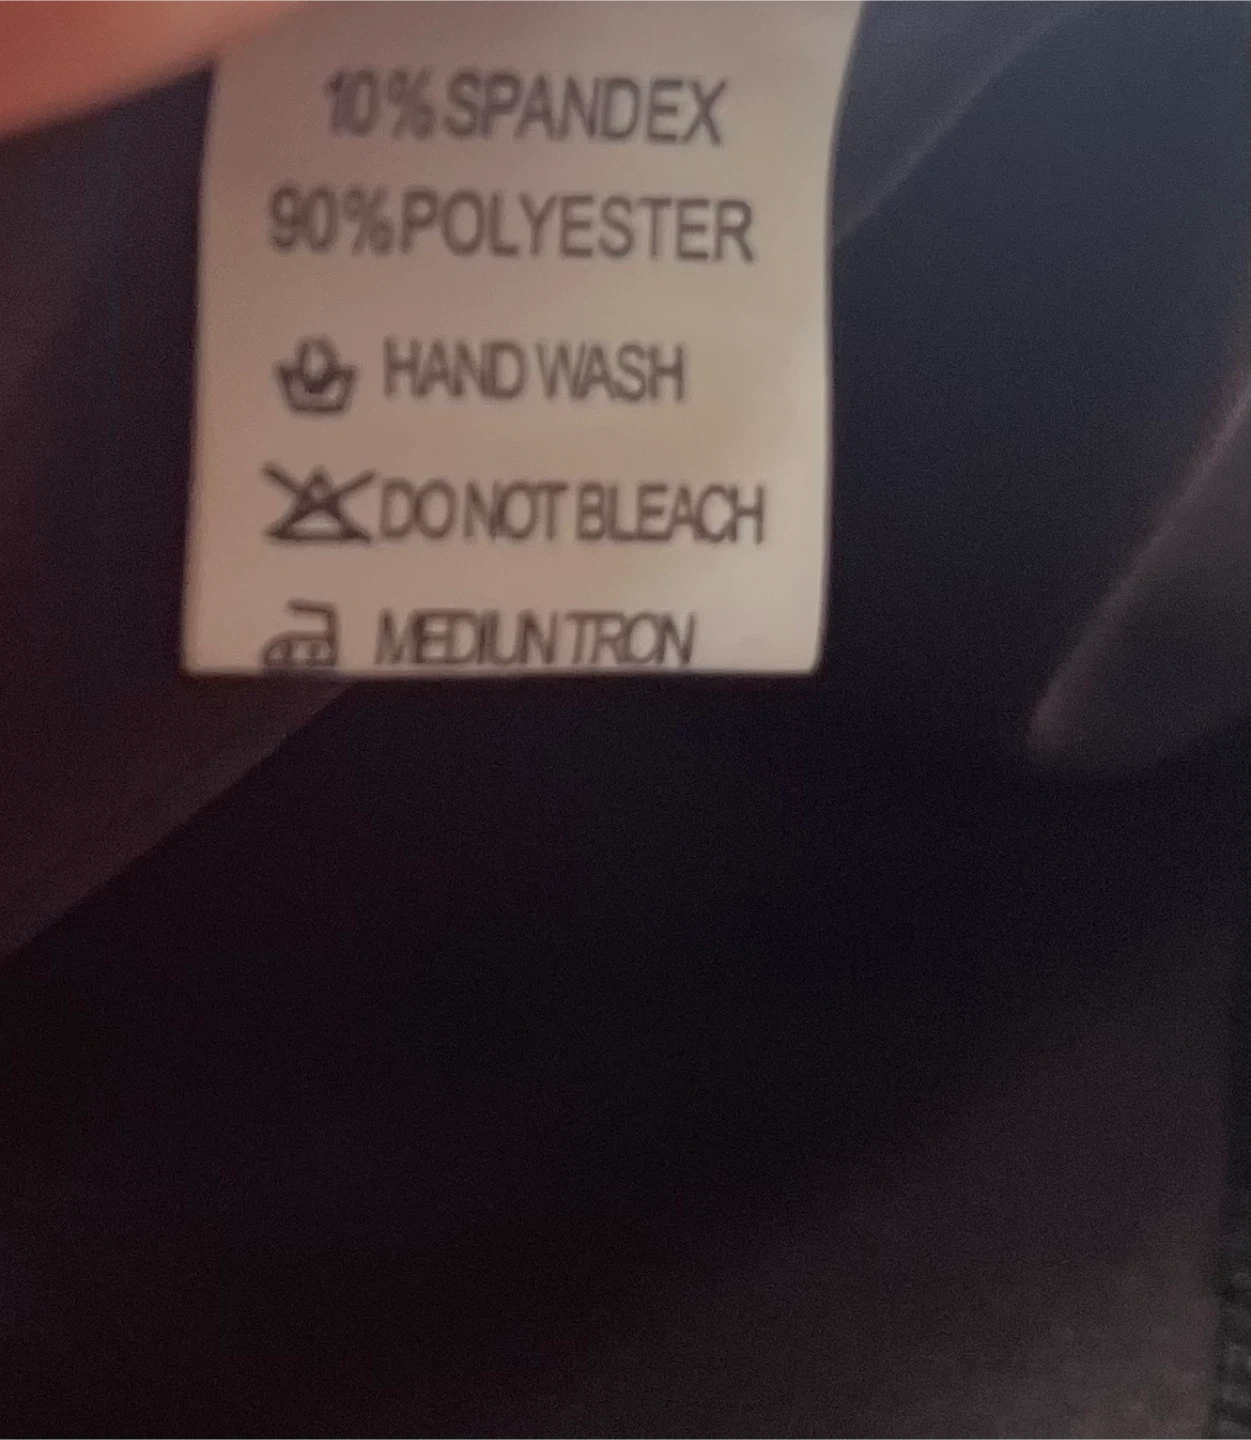 10% SPANDEX
90% POLYESTER
HAND WASH
DO NOT BLEACH
MEDIUN TRON